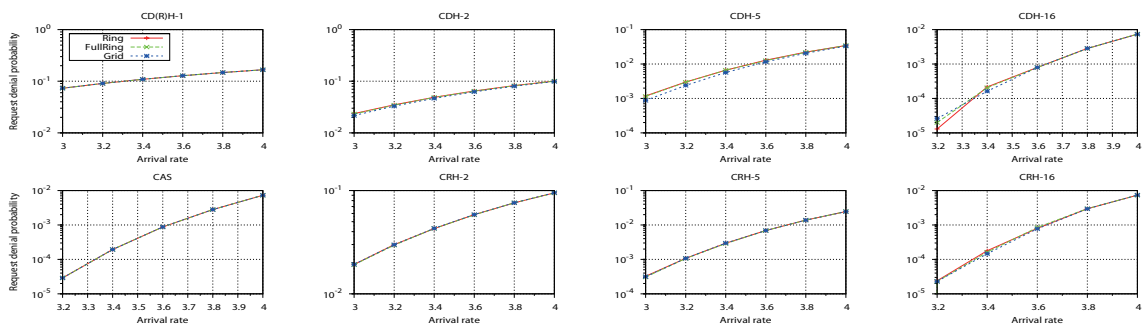 CD(R)H-1
CDH-2
CDH-5
CDH-16
Request denial probability
10^0
10^-1
10^-2
Ring
FullRing
Grid
3 3.2 3.4 3.6 3.8 4
Arrival rate
10^0
10^-1
10^-2
3 3.2 3.4 3.6 3.8 4
Arrival rate
10^-1
10^-2
10^-3
10^-4
3 3.2 3.4 3.6 3.8 4
Arrival rate
10^-2
10^-3
10^-4
10^-5
3.2 3.4 3.6 3.8 4
Arrival rate
CAS
CRH-2
CRH-5
CRH-16
Request denial probability
10^-2
10^-3
10^-4
10^-5
3.2 3.3 3.4 3.5 3.6 3.7 3.8 3.9 4
Arrival rate
10^-1
10^-2
3 3.2 3.4 3.6 3.8 4
Arrival rate
10^-1
10^-2
10^-3
10^-4
3 3.2 3.4 3.6 3.8 4
Arrival rate
10^-2
10^-3
10^-4
10^-5
3.2 3.4 3.6 3.8 4
Arrival rate